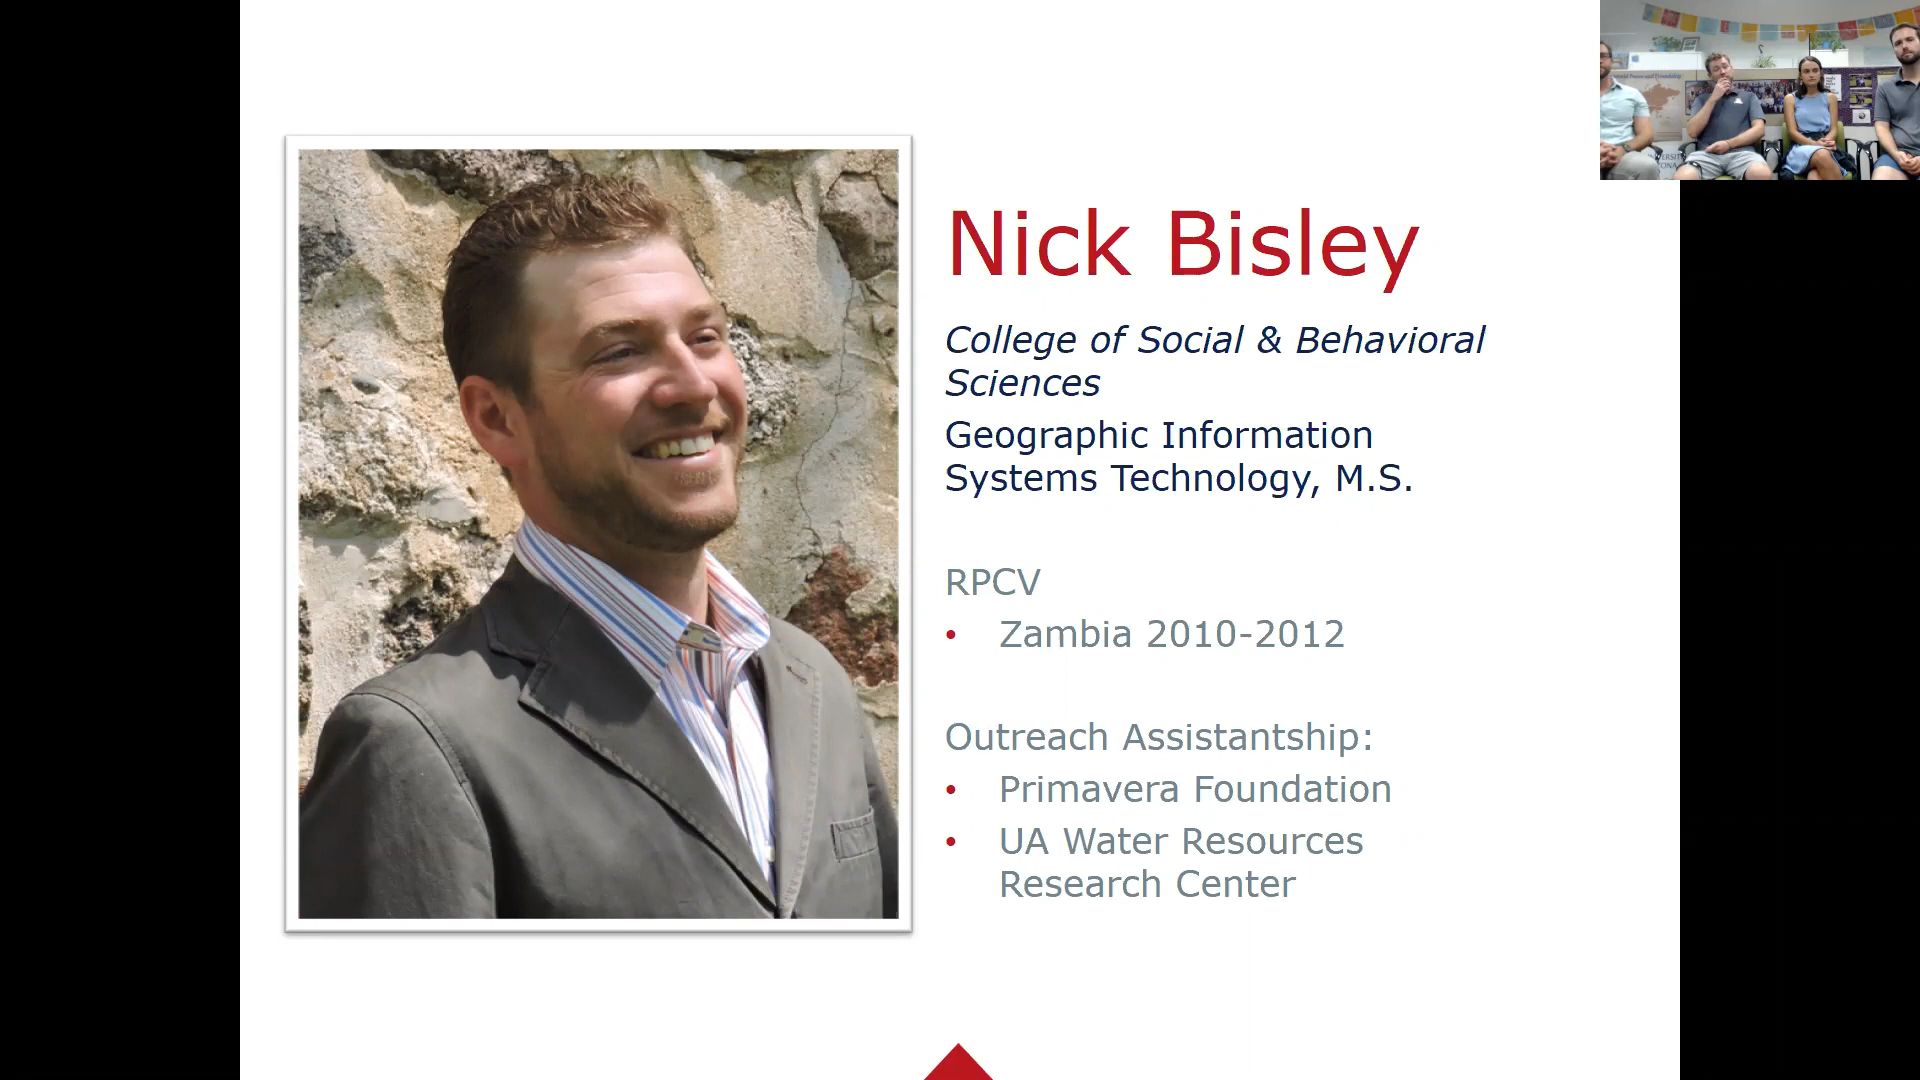 Nick Bisley
College of Social & Behavioral
Sciences
Geographic Information
Systems Technology, M.S.
RPCV
• Zambia 2010-2012
Outreach Assistantship:
• Primavera Foundation
• UA Water Resources
Research Center